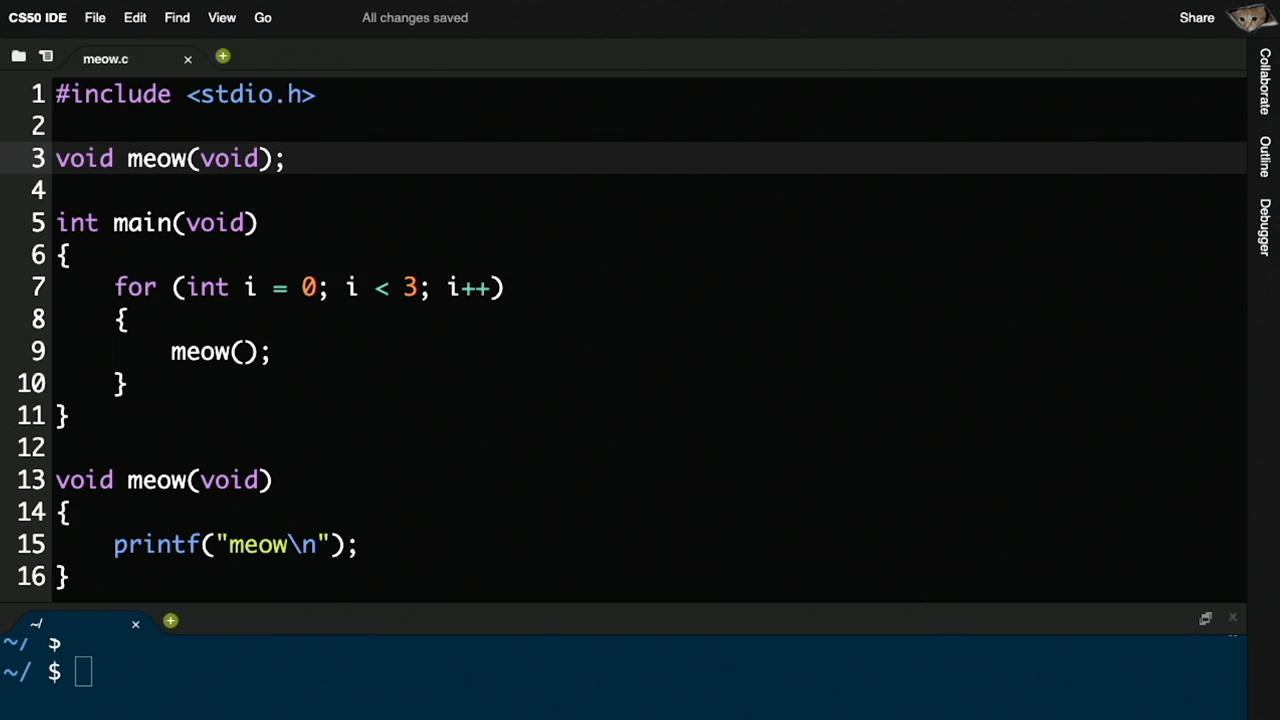 CS50 IDE File Edit Find View Go All changes saved Share
meow.c
Collaborate
Outline
Debugger
1 #include <stdio.h>
2
3 void meow(void);
4
5 int main(void)
6 {
7     for (int i = 0; i < 3; i++)
8     {
9         meow();
10     }
11 }
12
13 void meow(void)
14 {
15     printf("meow\n");
16 }
~/
~/ $
~/ $